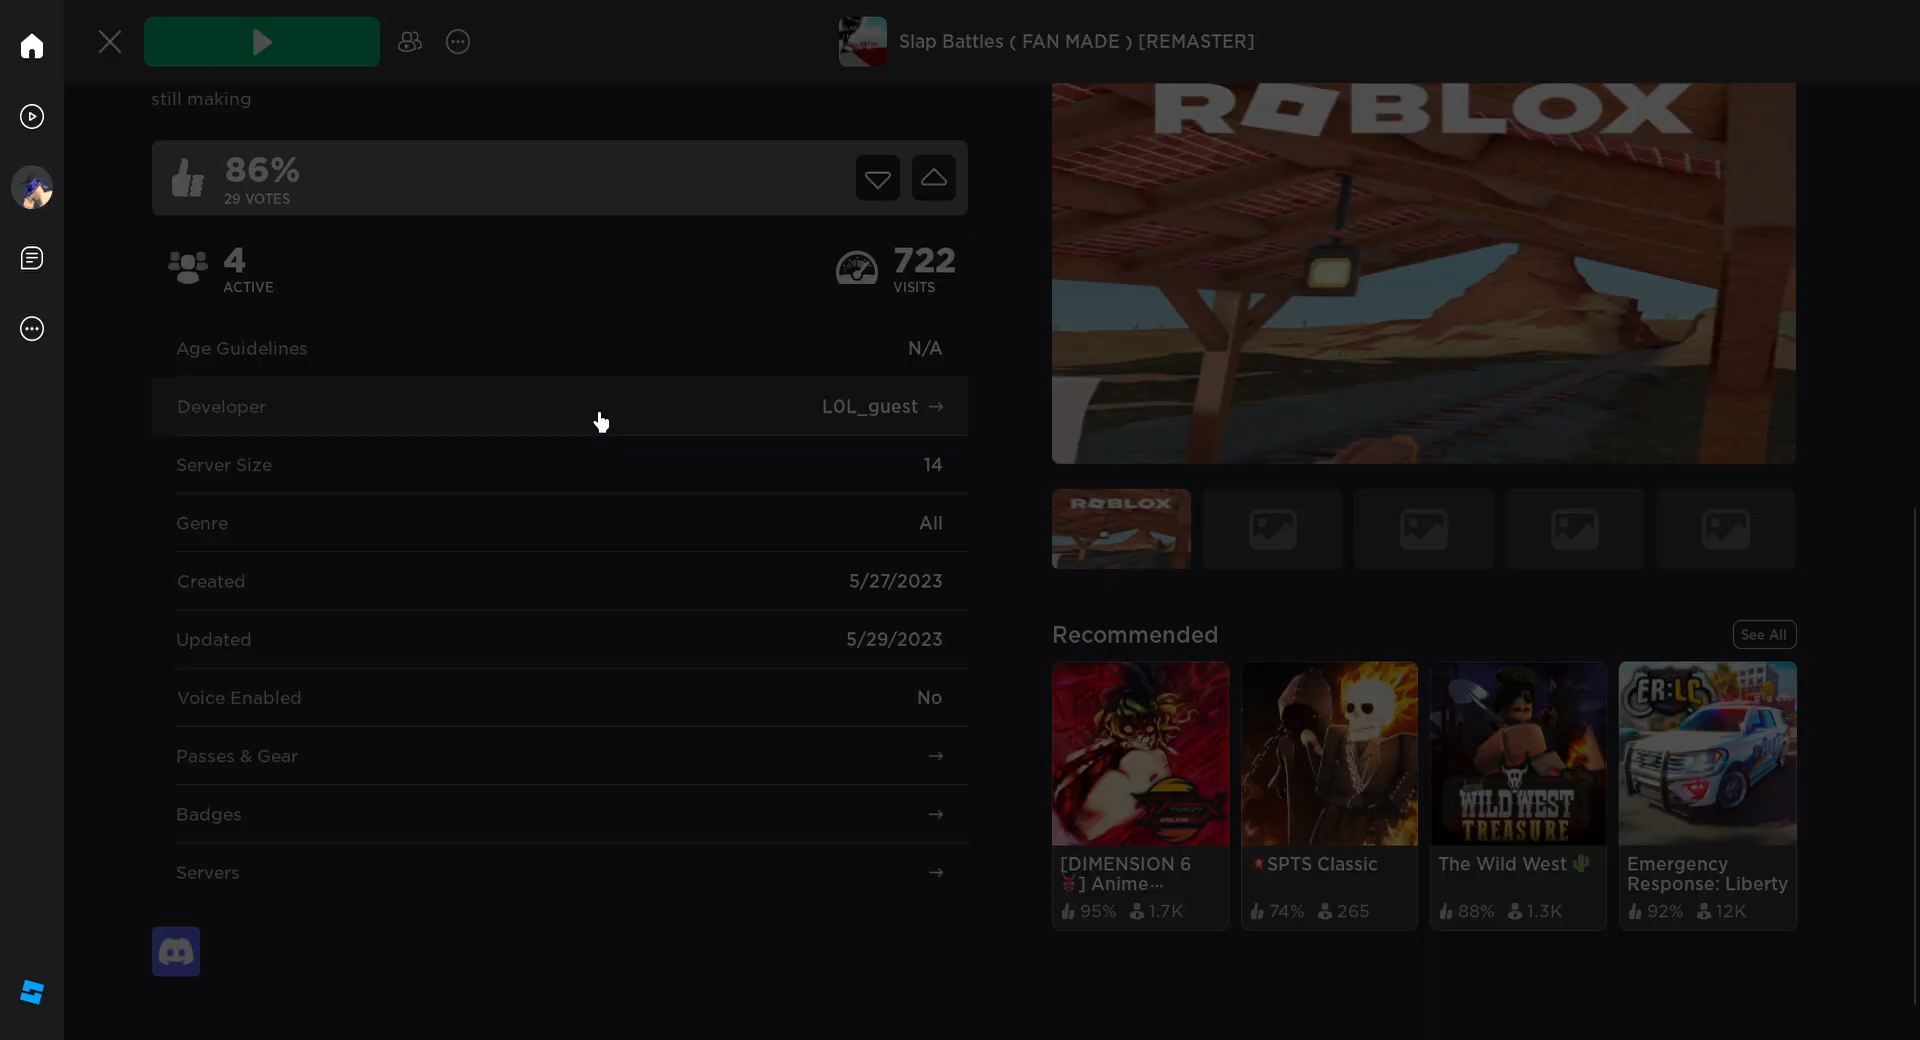 Slap Battles ( FAN MADE ) [REMASTER]
still making
86%
29 VOTES
4
ACTIVE
722
VISITS
Age Guidelines
N/A
Developer
L0L_guest
Server Size
14
Genre
All
Created
5/27/2023
Updated
5/29/2023
Voice Enabled
No
Passes & Gear
Badges
Servers
ROBLOX
ROBLOX
Recommended
See All
WILD WEST
TREASURE
ER:LC
[DIMENSION 6
👹] Anime...
95% 1.7K
💥SPTS Classic
74% 265
The Wild West 🌵
88% 1.3K
Emergency
Response: Liberty
92% 12K